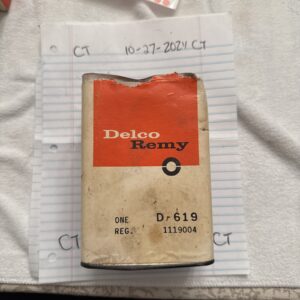 CT 10-27-2024 CT
Delco
Remy
ONE D-619
REG. 1119004
CT CT